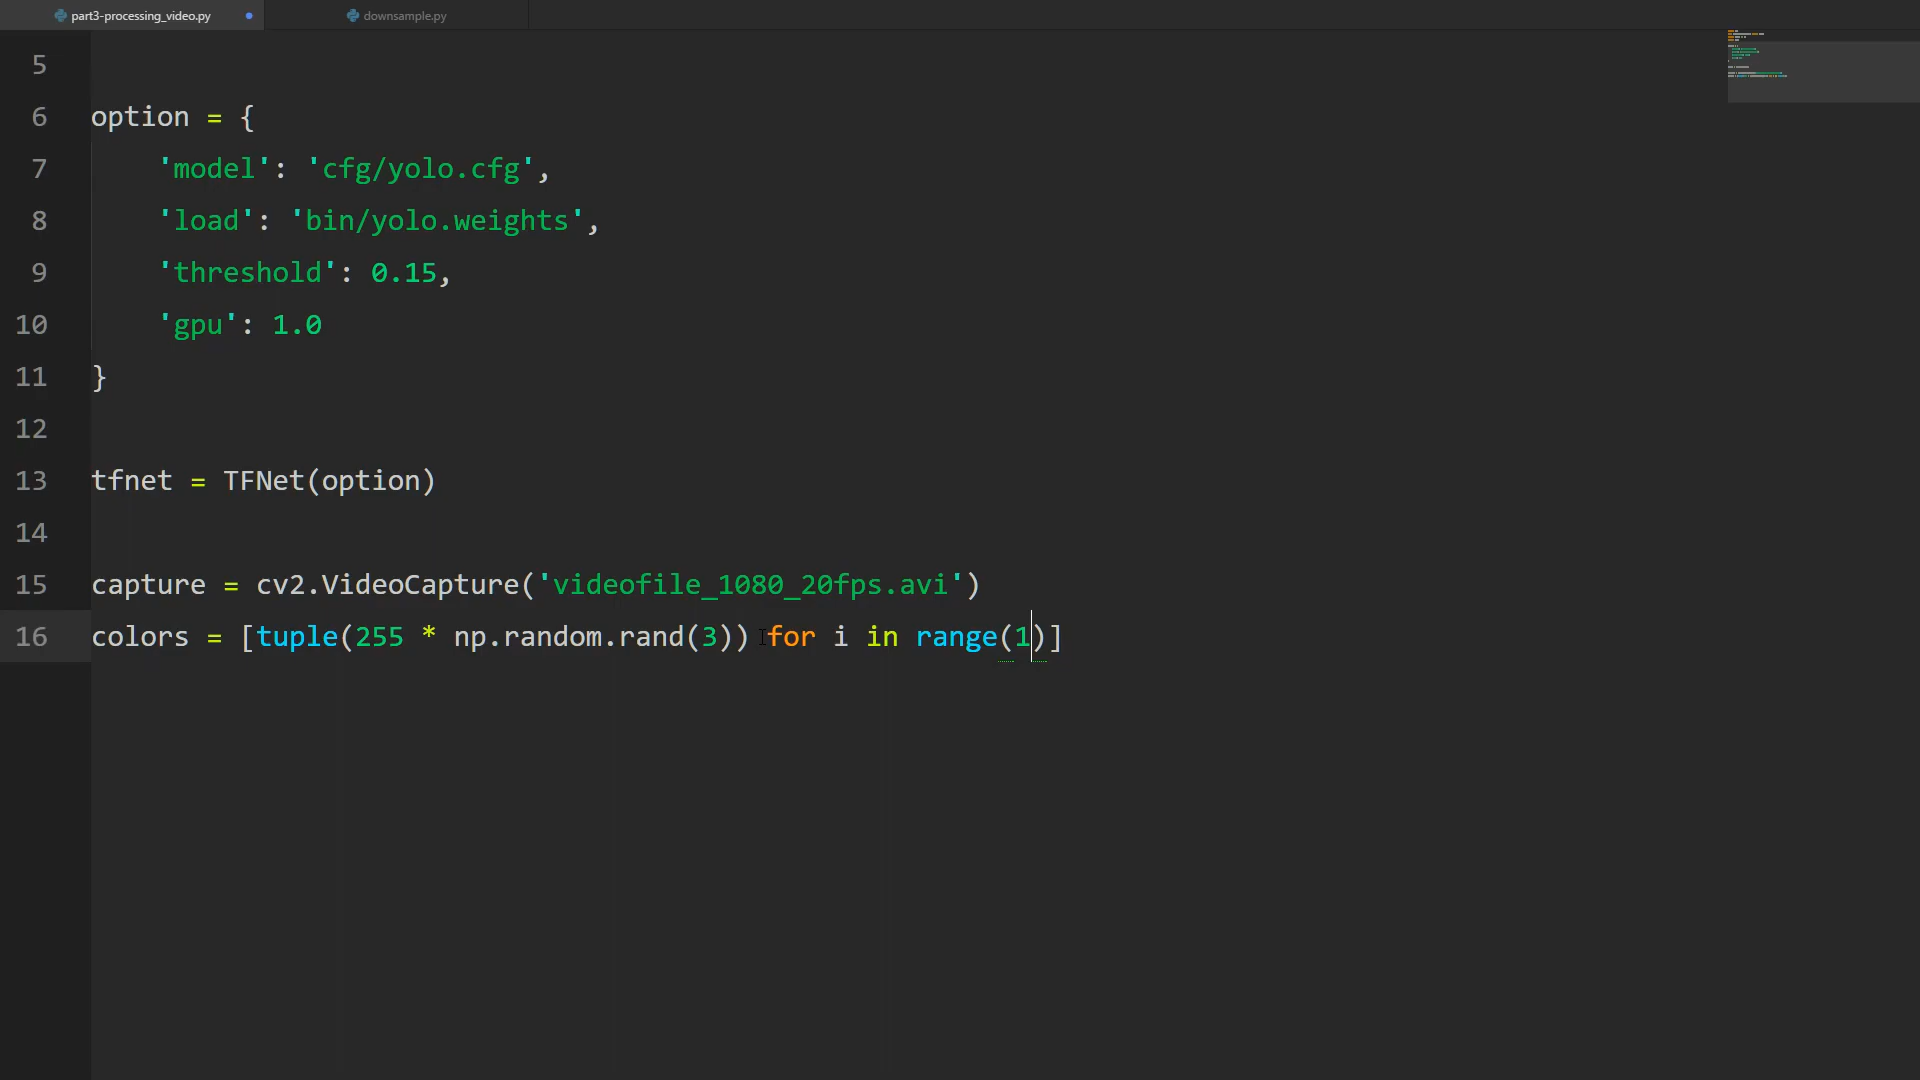 part3-processing_video.py
downsample.py
5
6 option = {
7 'model': 'cfg/yolo.cfg',
8 'load': 'bin/yolo.weights',
9 'threshold': 0.15,
10 'gpu': 1.0
11 }
12
13 tfnet = TFNet(option)
14
15 capture = cv2.VideoCapture('videofile_1080_20fps.avi')
16 colors = [tuple(255 * np.random.rand(3)) for i in range(1)]